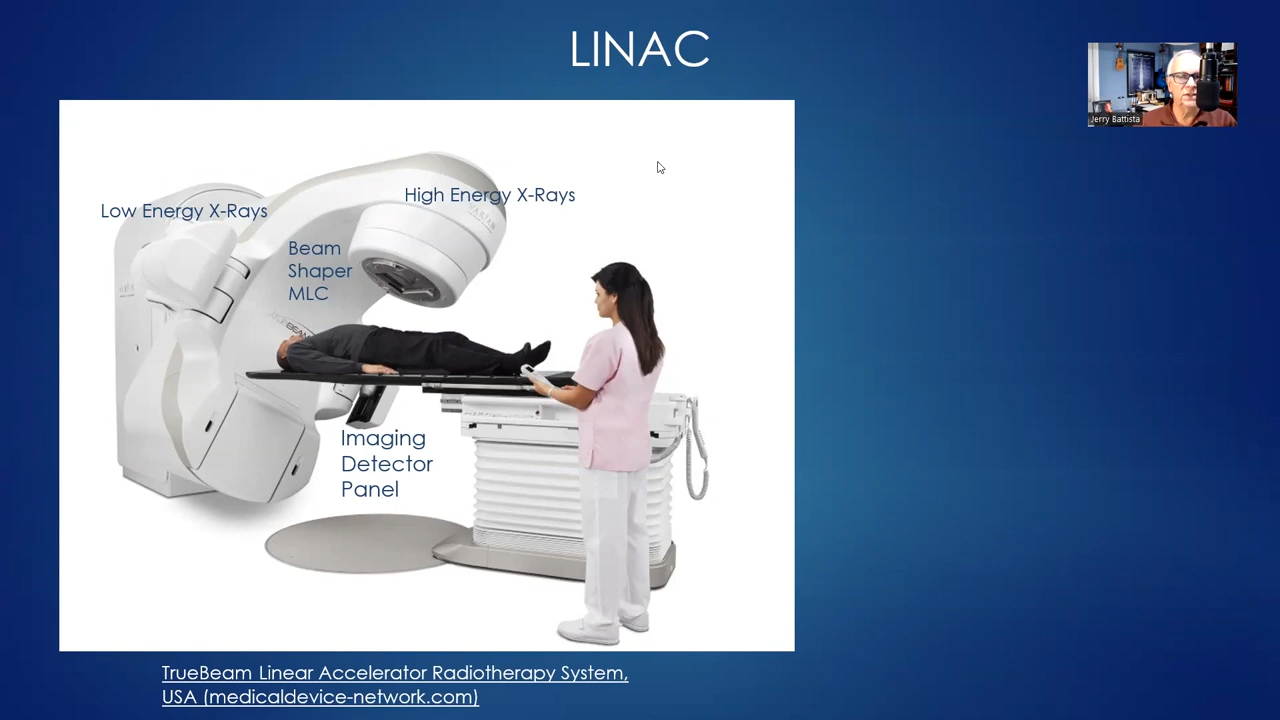 LINAC
Jerry Battista
High Energy X-Rays
Low Energy X-Rays
VARIAN
Beam
Shaper
MLC
Imaging
Detector
Panel
TrueBeam Linear Accelerator Radiotherapy System,
USA (medicaldevice-network.com)